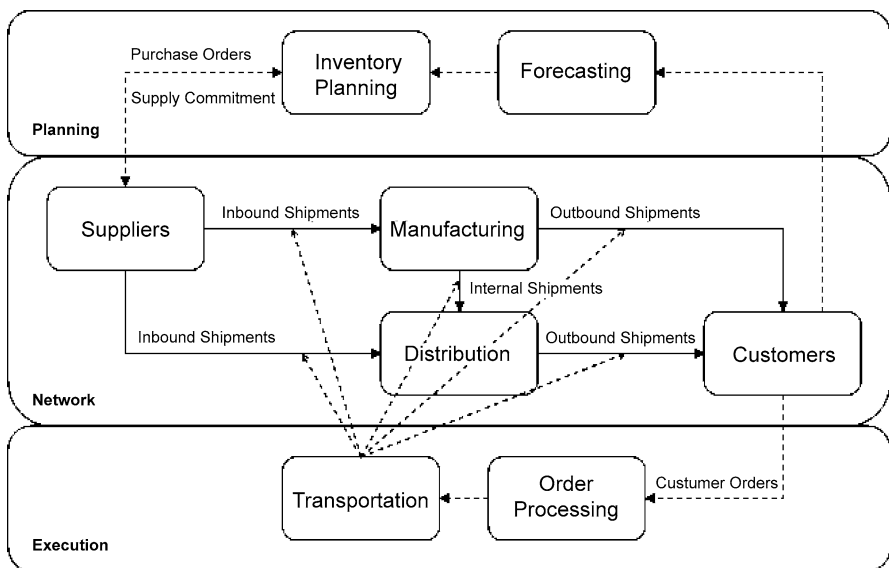 Purchase Orders
Supply Commitment
Inventory
Planning
Forecasting
Planning
Suppliers
Inbound Shipments
Manufacturing
Outbound Shipments
Internal Shipments
Inbound Shipments
Distribution
Outbound Shipments
Customers
Network
Transportation
Order
Processing
Custumer Orders
Execution